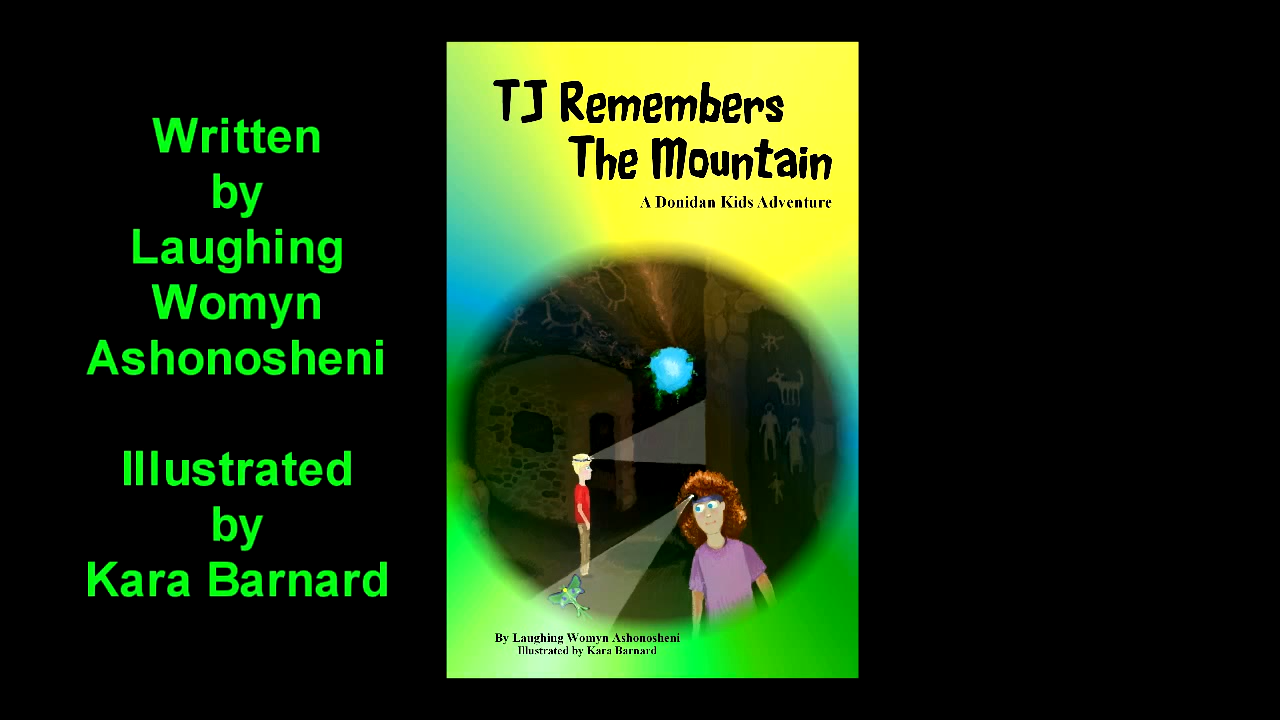 Written
by
Laughing
Womyn
Ashonosheni
Illustrated
by
Kara Barnard
TJ Remembers
The Mountain
A Donidan Kids Adventure
By Laughing Womyn Ashonosheni
Illustrated by Kara Barnard